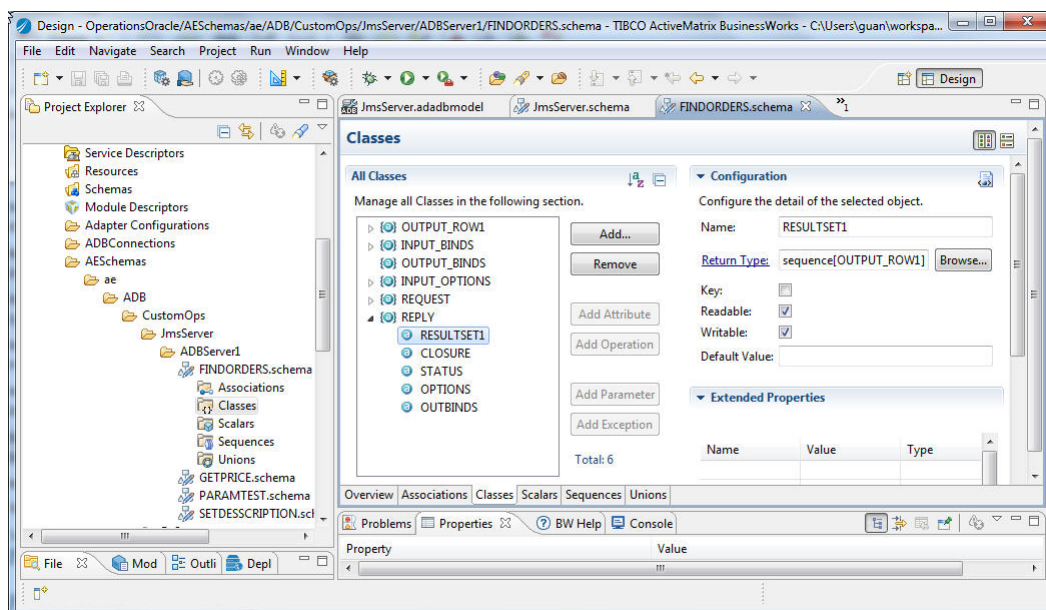 Design - OperationsOracle/AESchemas/ae/ADB/CustomOps/JmsServer/ADBServer1/FINDORDERS.schema - TIBCO ActiveMatrix BusinessWorks - C:\Users\guan\workspa...
File Edit Navigate Search Project Run Window Help
Design
Project Explorer
Service Descriptors
Resources
Schemas
Module Descriptors
Adapter Configurations
ADBConnections
AESchemas
ae
ADB
CustomOps
JmsServer
ADBServer1
FINDORDERS.schema
Associations
Classes
Scalars
Sequences
Unions
GETPRICE.schema
PARAMTEST.schema
SETDESSCRIPTION.scl
File Mod Outli Depl
JmsServer.adadbmodel JmsServer.schema FINDORDERS.schema »1
Classes
All Classes
Manage all Classes in the following section.
OUTPUT_ROW1
INPUT_BINDS
OUTPUT_BINDS
INPUT_OPTIONS
REQUEST
REPLY
RESULTSET1
CLOSURE
STATUS
OPTIONS
OUTBINDS
Add...
Remove
Add Attribute
Add Operation
Add Parameter
Add Exception
Total: 6
Configuration
Configure the detail of the selected object.
Name: RESULTSET1
Return Type: sequence[OUTPUT_ROW1] Browse...
Key:
Readable:
Writable:
Default Value:
Extended Properties
Name Value Type
Overview Associations Classes Scalars Sequences Unions
Problems Properties BW Help Console
Property Value